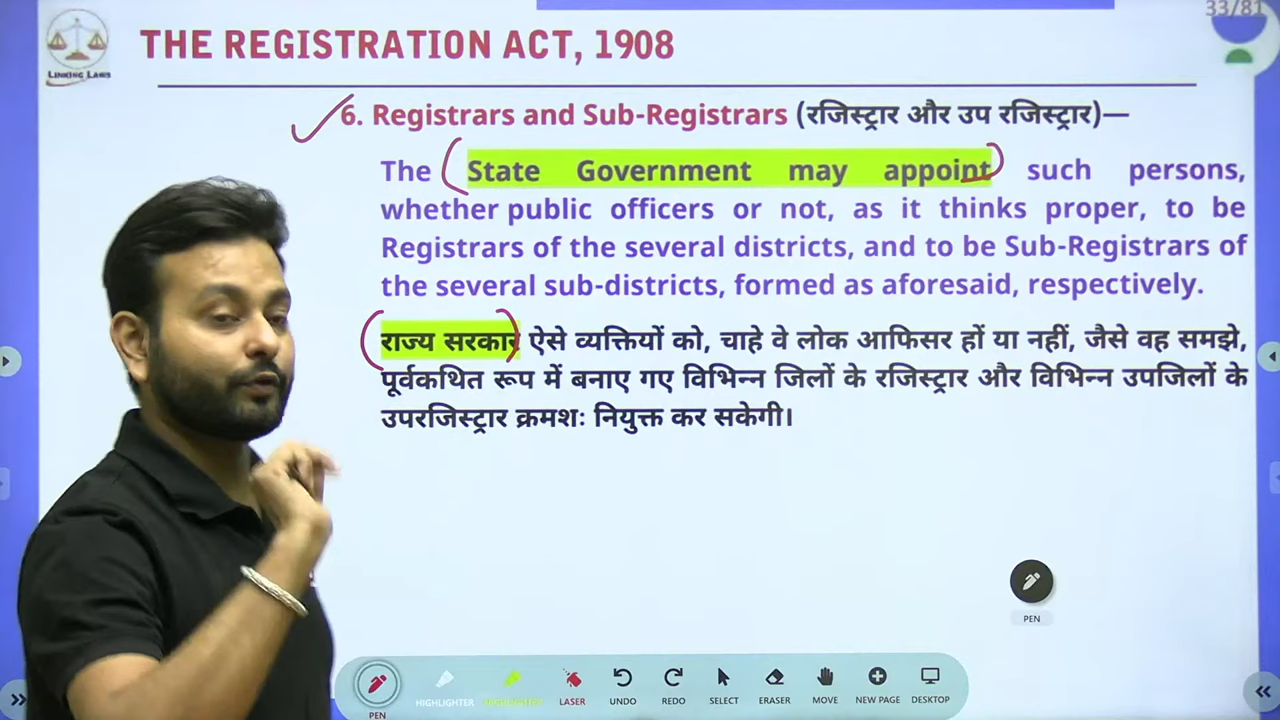 33/81
LINKING LAWS
THE REGISTRATION ACT, 1908
6. Registrars and Sub-Registrars (रजिस्ट्रार और उप रजिस्ट्रार)—
The State Government may appoint such persons,
whether public officers or not, as it thinks proper, to be
Registrars of the several districts, and to be Sub-Registrars of
the several sub-districts, formed as aforesaid, respectively.
राज्य सरकार ऐसे व्यक्तियों को, चाहे वे लोक आफिसर हों या नहीं, जैसे वह समझे,
पूर्वकथित रूप में बनाए गए विभिन्न जिलों के रजिस्ट्रार और विभिन्न उपजिलों के
उपरजिस्ट्रार क्रमशः नियुक्त कर सकेगी।
PEN
PEN HIGHLIGHTER HIGHLIGHTER LASER UNDO REDO SELECT ERASER MOVE NEW PAGE DESKTOP